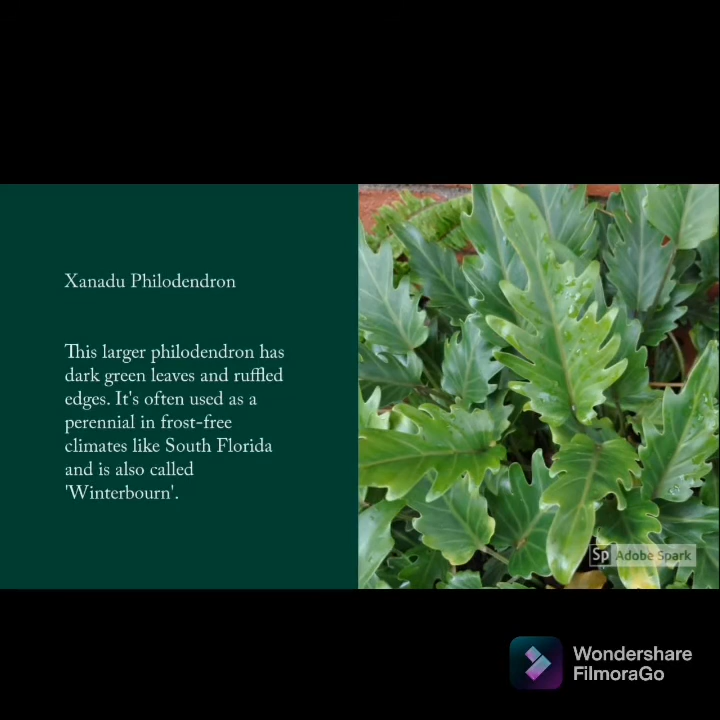 Xanadu Philodendron
This larger philodendron has
dark green leaves and ruffled
edges. It's often used as a
perennial in frost-free
climates like South Florida
and is also called
'Winterbourn'.
Sp Adobe Spark
Wondershare
FilmoraGo